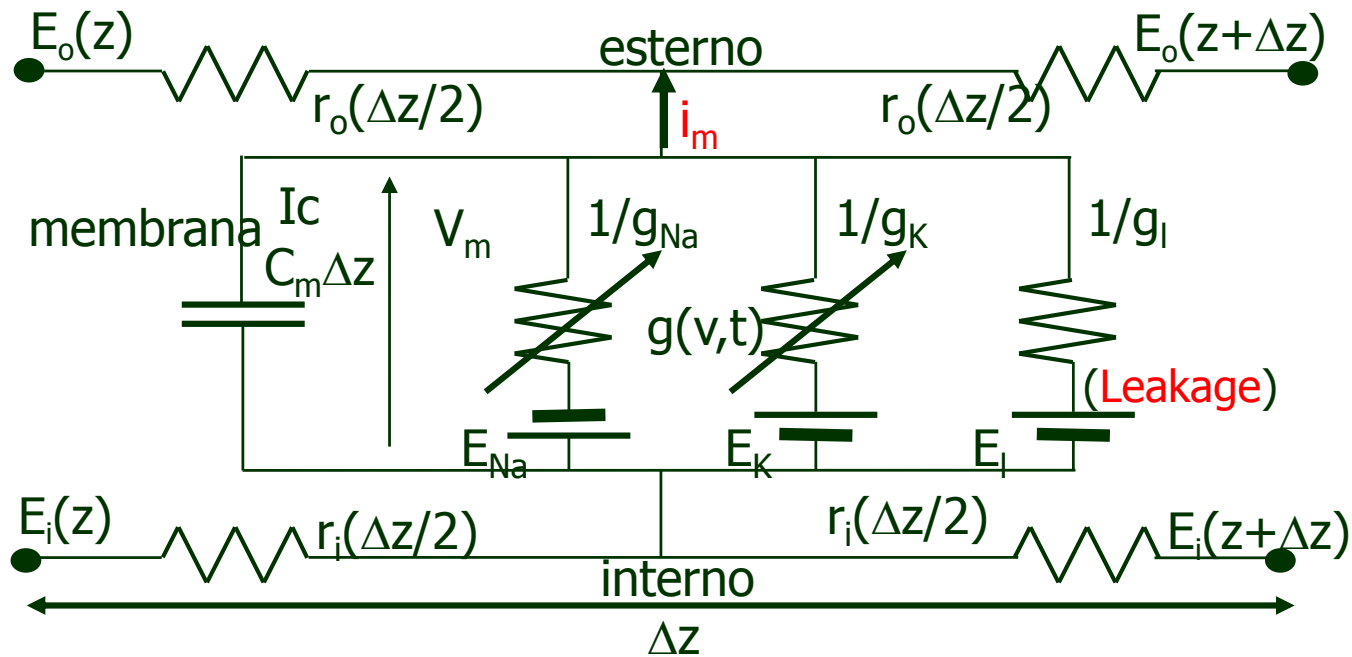 Eo(z)
esterno
Eo(z+Δz)
ro(Δz/2)
im
ro(Δz/2)
membrana
Ic
CmΔz
Vm
1/gNa
1/gK
1/gl
g(v,t)
(Leakage)
ENa
EK
El
Ei(z)
ri(Δz/2)
ri(Δz/2)
Ei(z+Δz)
interno
Δz